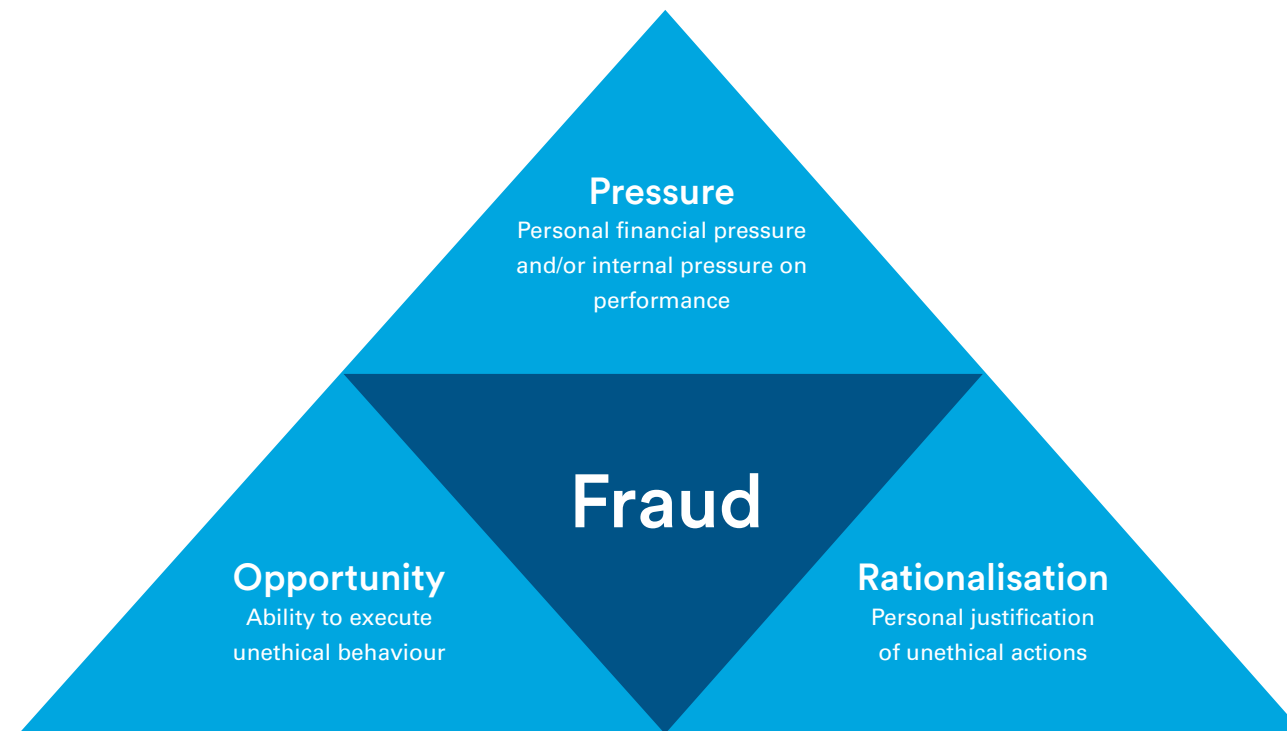 Pressure
Personal financial pressure
and/or internal pressure on
performance
Fraud
Opportunity
Ability to execute
unethical behaviour
Rationalisation
Personal justification
of unethical actions